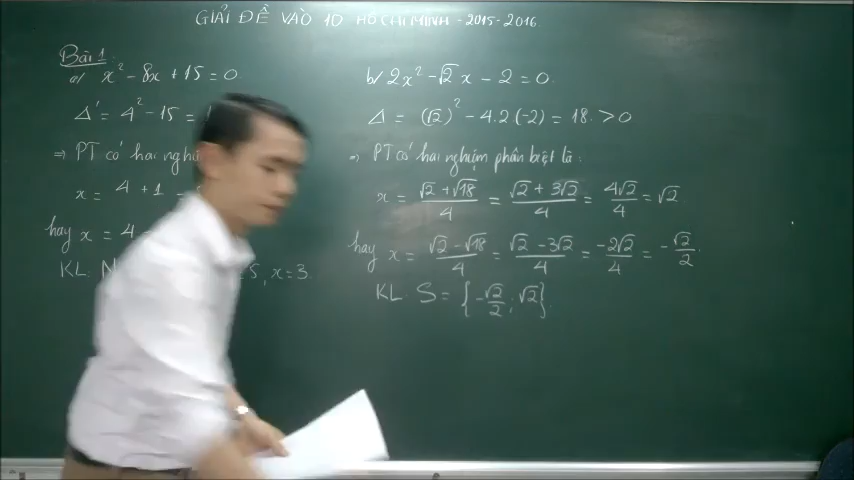 GIẢI ĐỀ VÀO 10 HỒ CHÍ MINH - 2015-2016.
Bài 1:
a/ x² - 8x + 15 = 0.
Δ' = 4² - 15 =
⇒ PT có hai nghi
x = 4 + 1
hay x = 4 -
KL: N 5, x = 3.
b/ 2x² - √2 x - 2 = 0.
Δ = (√2)² - 4.2(-2) = 18. > 0
⇒ PT có hai nghiệm phân biệt là:
x = (√2 + √18)/4 = (√2 + 3√2)/4 = 4√2/4 = √2
hay x = (√2 - √18)/4 = (√2 - 3√2)/4 = -2√2/4 = -√2/2.
KL S = {-√2/2; √2}.